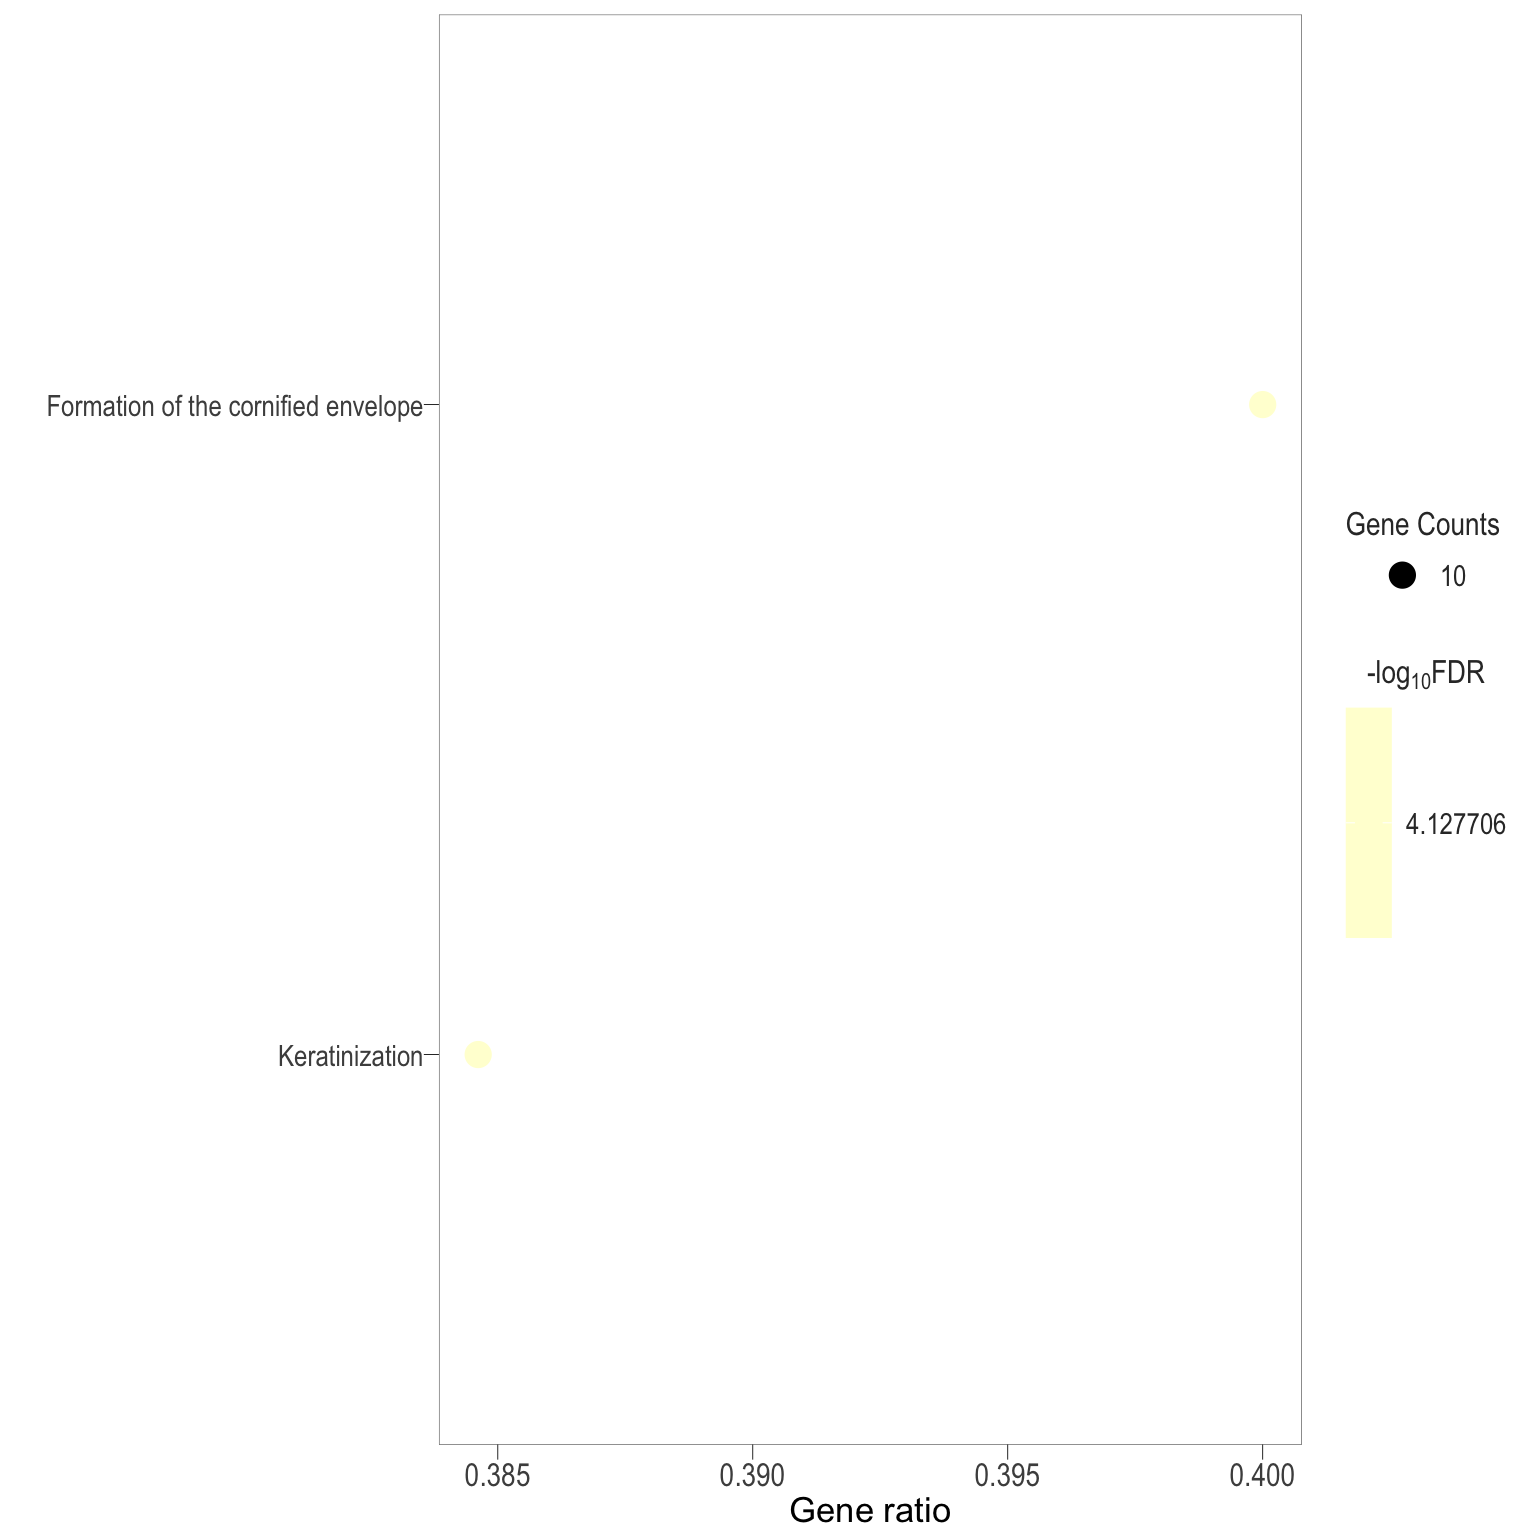 Formation of the cornified envelope
Keratinization
0.385
0.390
0.395
0.400
Gene ratio
Gene Counts
10
-log₁₀FDR
4.127706